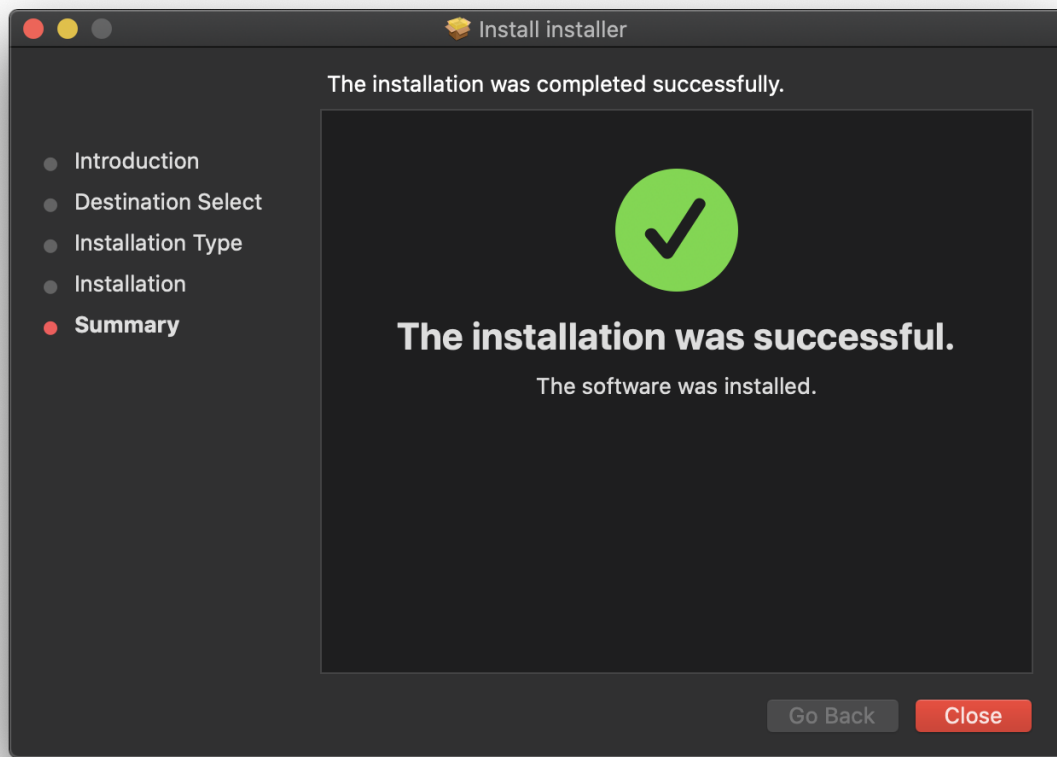 Install installer
The installation was completed successfully.
Introduction
Destination Select
Installation Type
Installation
Summary
The installation was successful.
The software was installed.
Go Back
Close